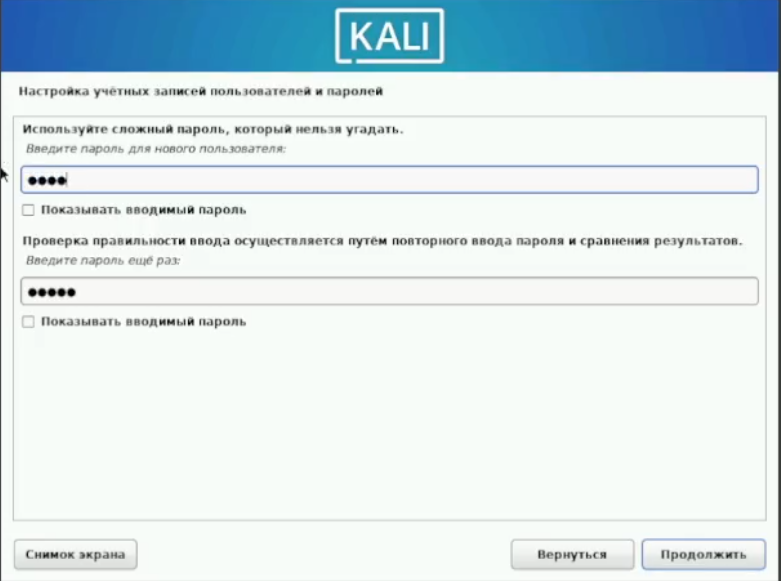 KALI
Настройка учётных записей пользователей и паролей
Используйте сложный пароль, который нельзя угадать.
Введите пароль для нового пользователя:
●●●●
Показывать вводимый пароль
Проверка правильности ввода осуществляется путём повторного ввода пароля и сравнения результатов.
Введите пароль ещё раз:
●●●●●
Показывать вводимый пароль
Снимок экрана
Вернуться
Продолжить